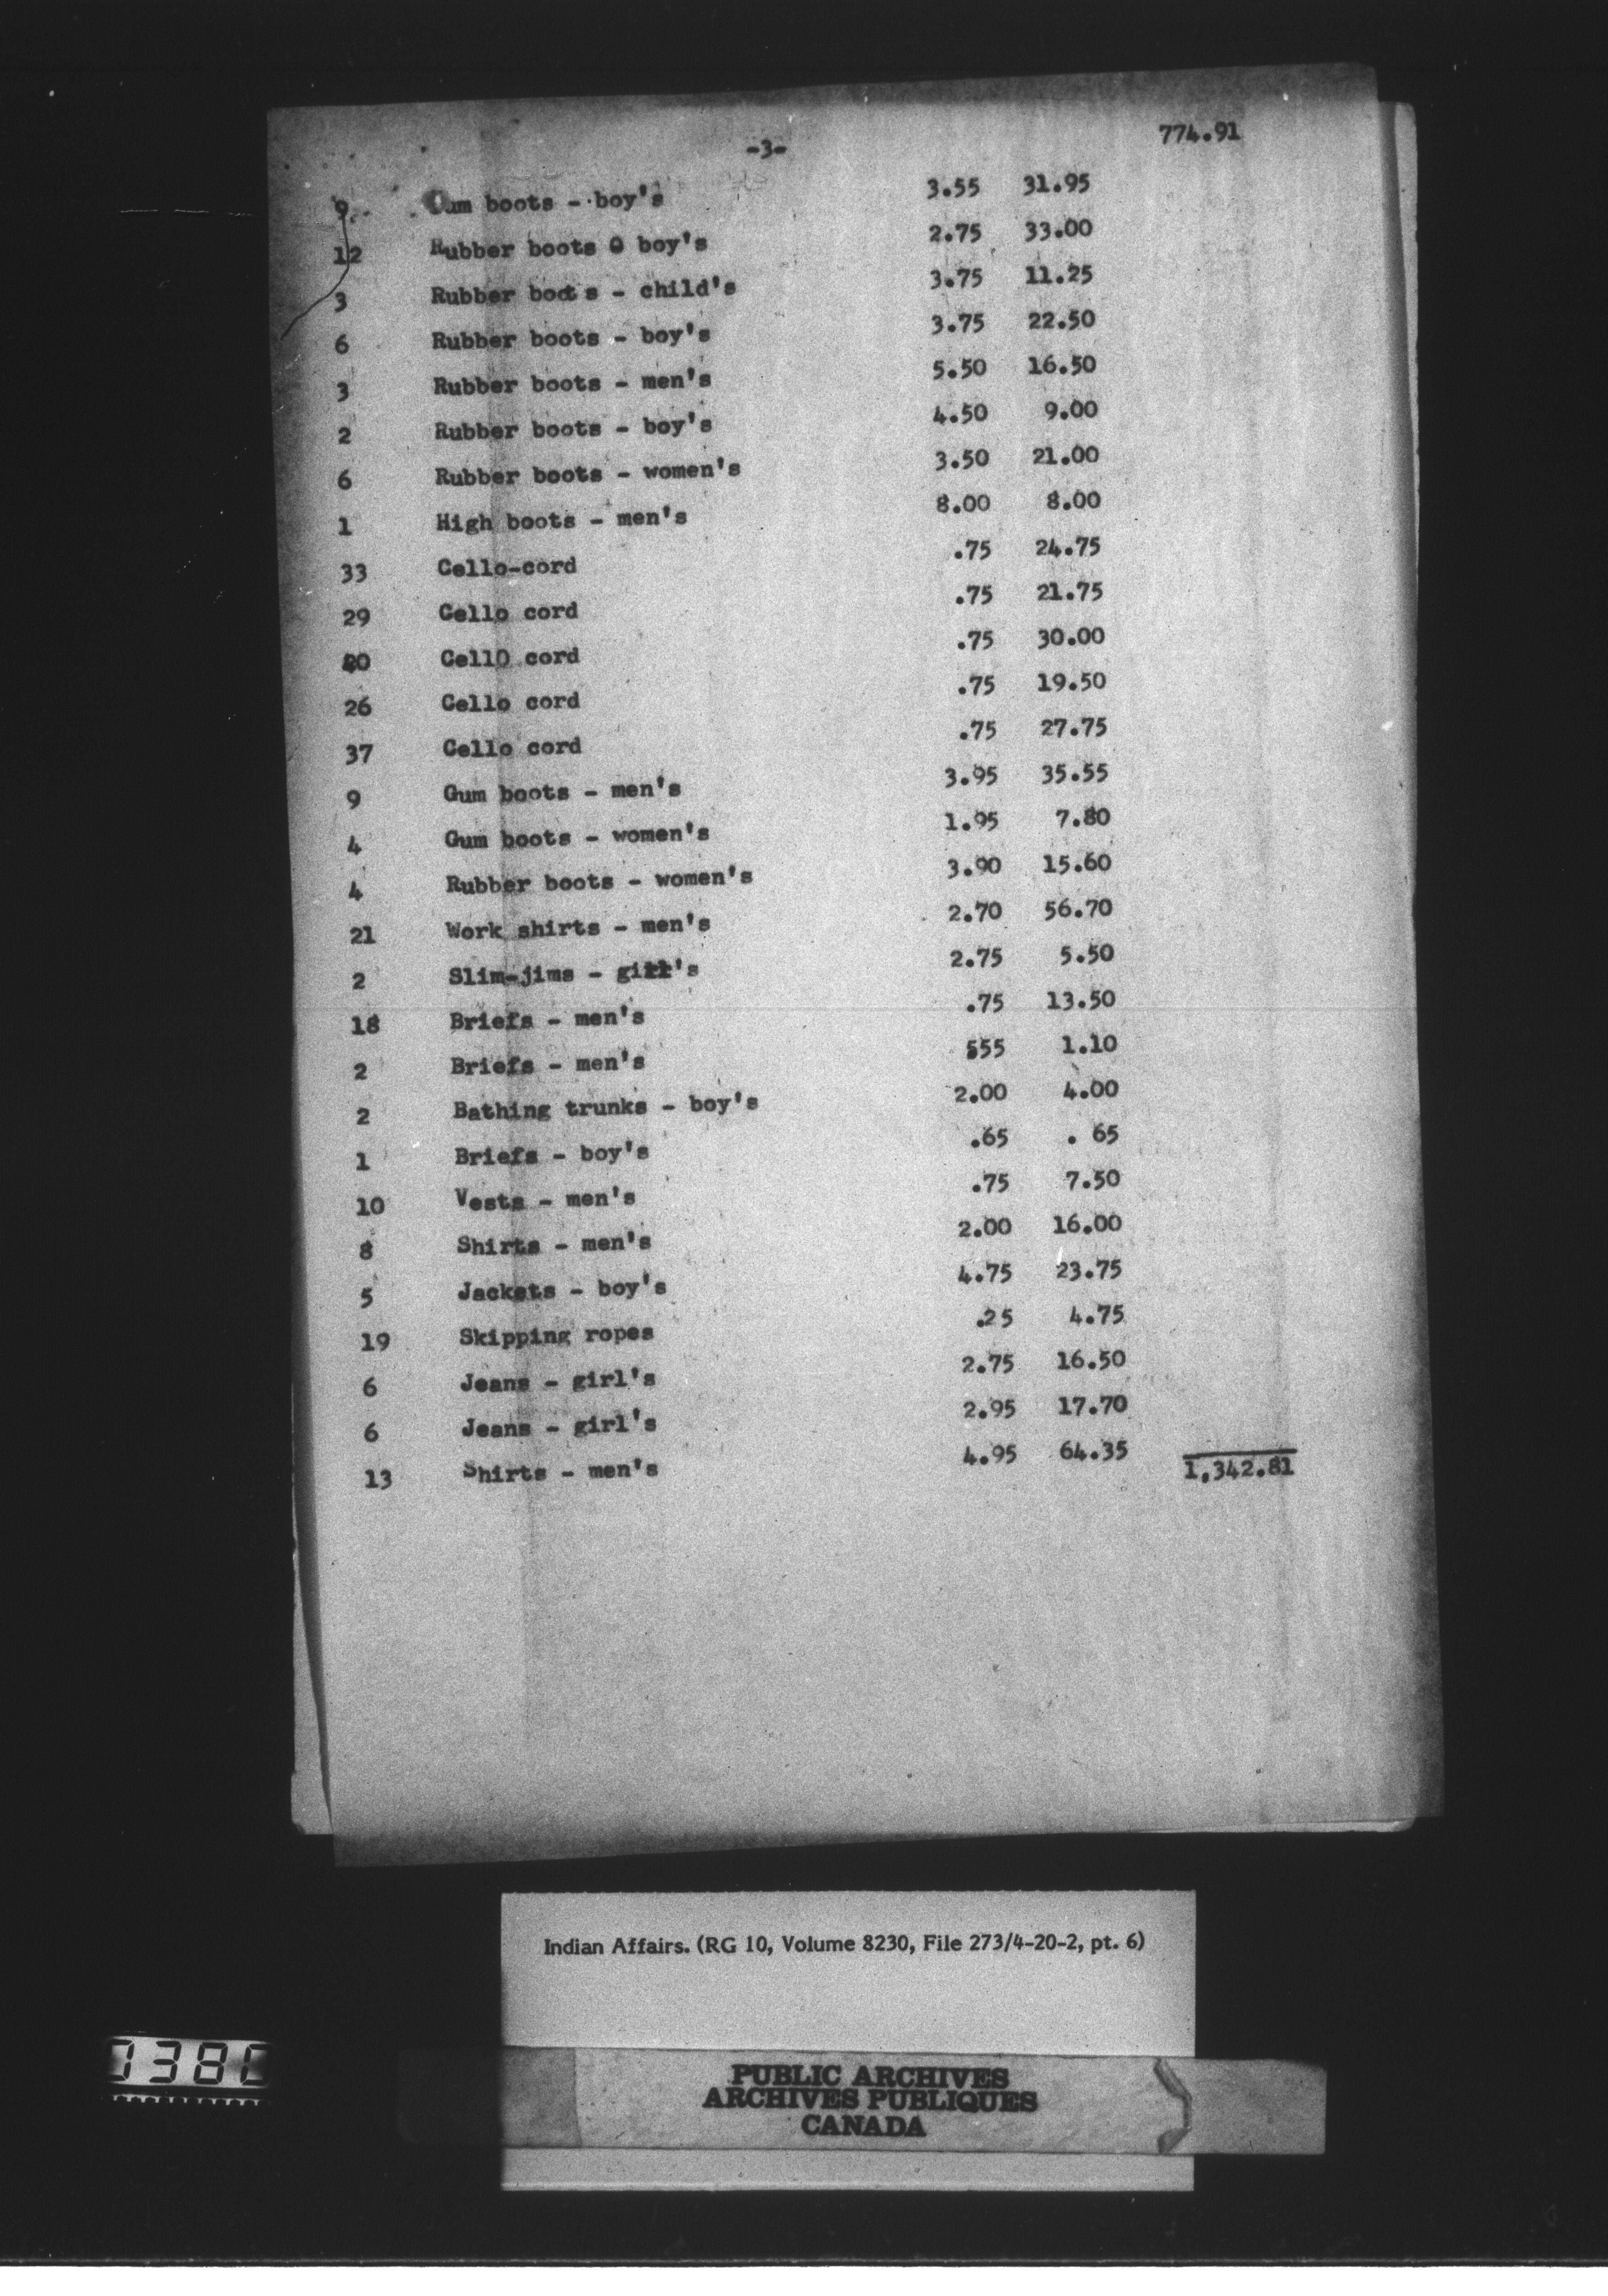 -3- 774.91
9 Gum boots - boy's 3.55 31.95
12 Rubber boots 0 boy's 2.75 33.00
3 Rubber boots - child's 3.75 11.25
6 Rubber boots - boy's 3.75 22.50
3 Rubber boots - men's 5.50 16.50
2 Rubber boots - boy's 4.50 9.00
6 Rubber boots - women's 3.50 21.00
1 High boots - men's 8.00 8.00
33 Cello-cord .75 24.75
29 Cello cord .75 21.75
40 CellO cord .75 30.00
26 Cello cord .75 19.50
37 Cello cord .75 27.75
9 Gum boots - men's 3.95 35.55
4 Gum boots - women's 1.95 7.80
4 Rubber boots - women's 3.90 15.60
21 Work shirts - men's 2.70 56.70
2 Slim-jims - girl's 2.75 5.50
18 Briefs - men's .75 13.50
2 Briefs - men's 555 1.10
2 Bathing trunks - boy's 2.00 4.00
1 Briefs - boy's .65 . 65
10 Vests - men's .75 7.50
8 Shirts - men's 2.00 16.00
5 Jackets - boy's 4.75 23.75
19 Skipping ropes .25 4.75
6 Jeans - girl's 2.75 16.50
6 Jeans - girl's 2.95 17.70
13 Shirts - men's 4.95 64.35 1,342.81
Indian Affairs. (RG 10, Volume 8230, File 273/4-20-2, pt. 6)
PUBLIC ARCHIVES
ARCHIVES PUBLIQUES
CANADA